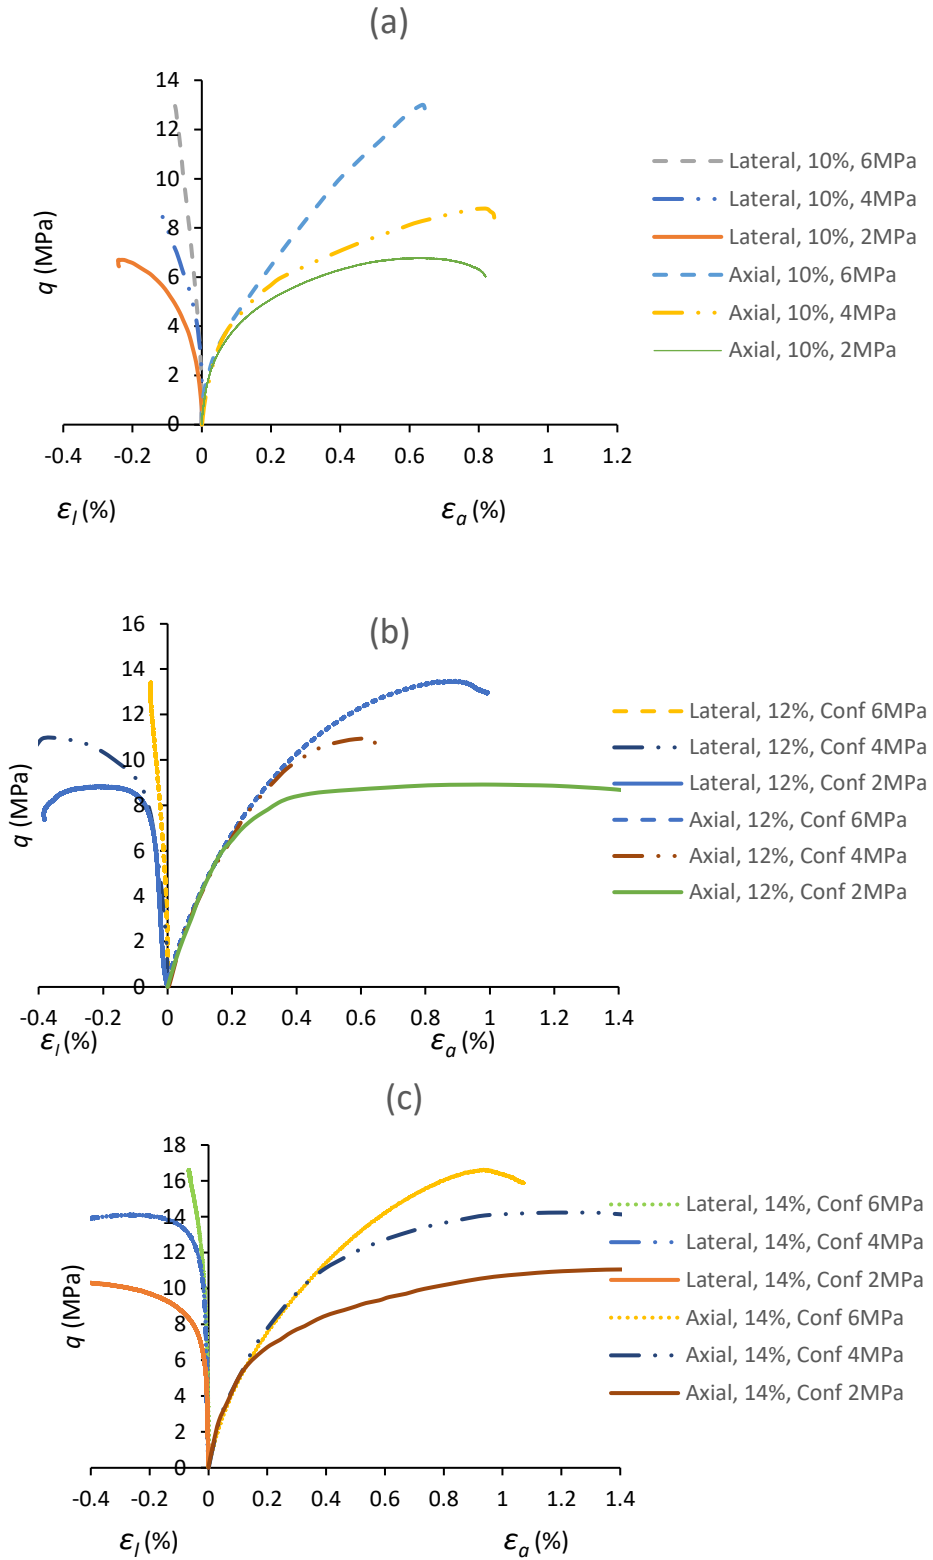 (a)
14
12
10
8
6
4
2
0
q (MPa)
-0.4 -0.2 0 0.2 0.4 0.6 0.8 1 1.2
εl (%) εa (%)
Lateral, 10%, 6MPa
Lateral, 10%, 4MPa
Lateral, 10%, 2MPa
Axial, 10%, 6MPa
Axial, 10%, 4MPa
Axial, 10%, 2MPa
(b)
16
14
12
10
8
6
4
2
0
q (MPa)
-0.4 -0.2 0 0.2 0.4 0.6 0.8 1 1.2 1.4
εl (%) εa (%)
Lateral, 12%, Conf 6MPa
Lateral, 12%, Conf 4MPa
Lateral, 12%, Conf 2MPa
Axial, 12%, Conf 6MPa
Axial, 12%, Conf 4MPa
Axial, 12%, Conf 2MPa
(c)
18
16
14
12
10
8
6
4
2
0
q (MPa)
-0.4 -0.2 0 0.2 0.4 0.6 0.8 1 1.2 1.4
εl (%) εa (%)
Lateral, 14%, Conf 6MPa
Lateral, 14%, Conf 4MPa
Lateral, 14%, Conf 2MPa
Axial, 14%, Conf 6MPa
Axial, 14%, Conf 4MPa
Axial, 14%, Conf 2MPa